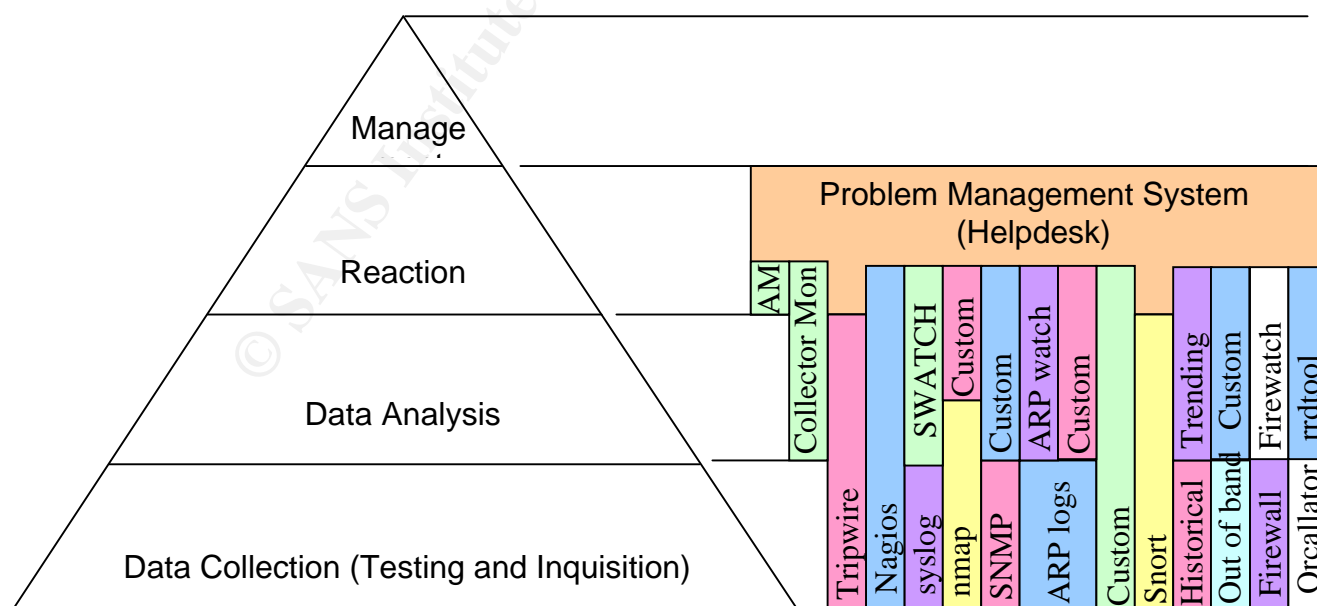 © SANS Institute
Manage
Problem Management System
(Helpdesk)
Reaction
Data Analysis
Data Collection (Testing and Inquisition)
AM
Collector Mon
Tripwire
Nagios
SWATCH
syslog
Custom
nmap
Custom
SNMP
ARP watch
Custom
ARP logs
Custom
Snort
Trending
Historical
Custom
Out of band
Firewatch
Firewall
rrdtool
Orcallator